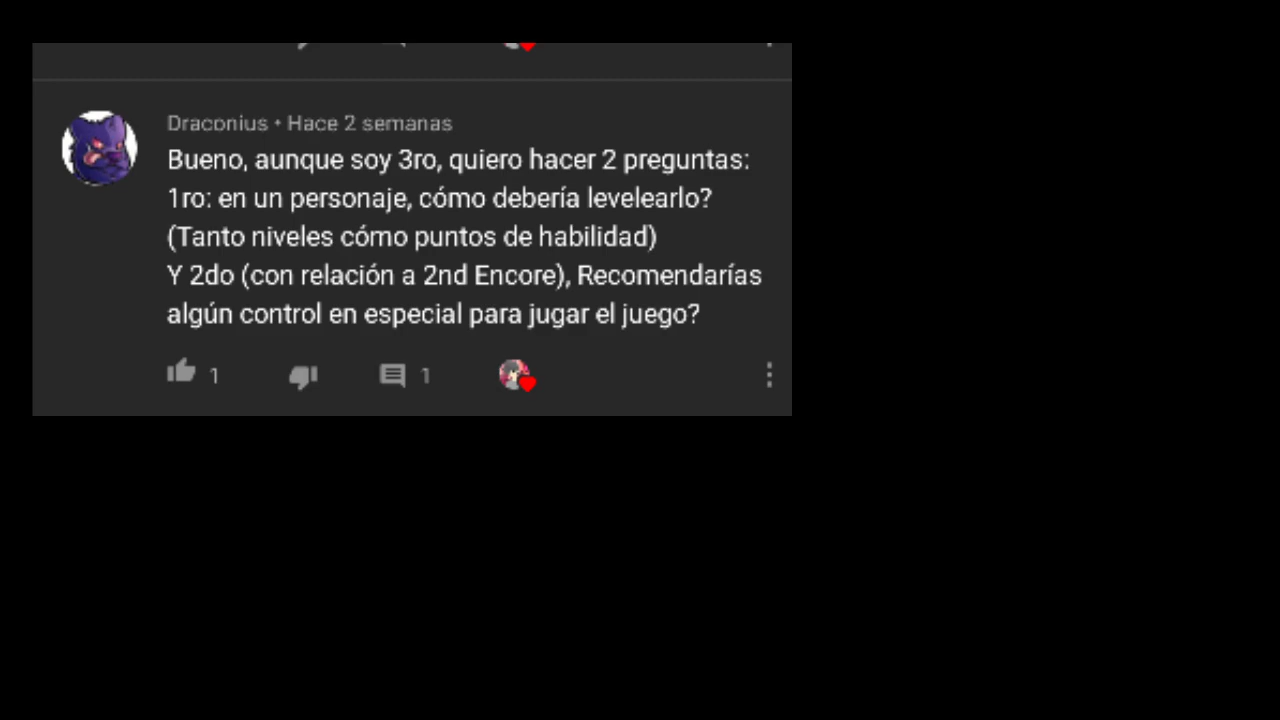 Draconius • Hace 2 semanas
Bueno, aunque soy 3ro, quiero hacer 2 preguntas:
1ro: en un personaje, cómo debería levelearlo?
(Tanto niveles cómo puntos de habilidad)
Y 2do (con relación a 2nd Encore), Recomendarías
algún control en especial para jugar el juego?
1 1